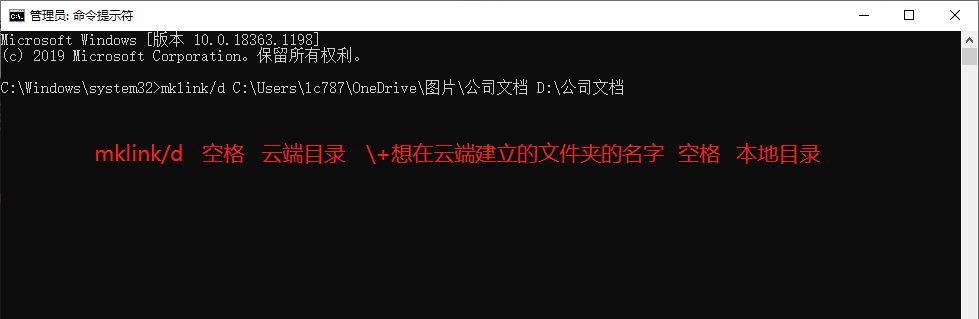 管理员: 命令提示符
Microsoft Windows [版本 10.0.18363.1198]
(c) 2019 Microsoft Corporation。保留所有权利。
C:\Windows\system32>mklink/d C:\Users\lc787\OneDrive\图片\公司文档 D:\公司文档
mklink/d 空格 云端目录 \+想在云端建立的文件夹的名字 空格 本地目录